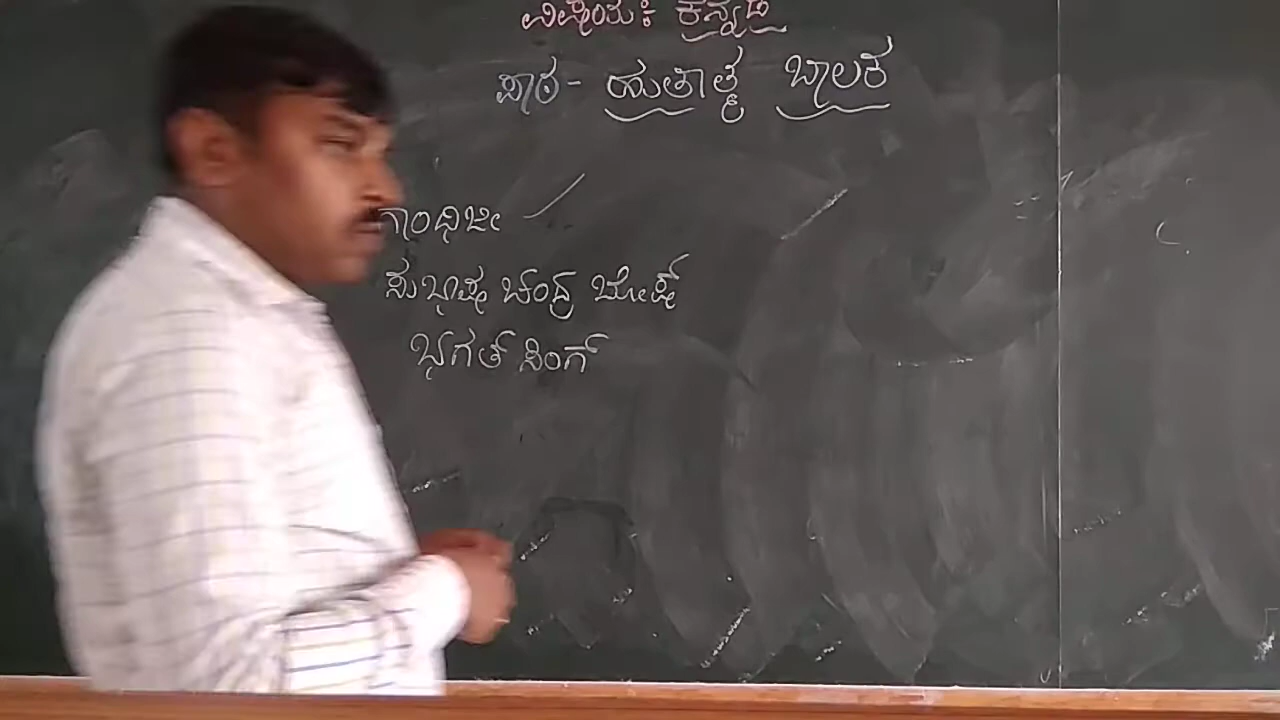 ವಿಷಯ: ಕನ್ನಡ
ಪಾಠ- ಹುತಾತ್ಮ ಬಾಲಕ
ಗಾಂಧಿಜೀ
ಸುಭಾಷ ಚಂದ್ರ ಬೋಷ್
ಭಗತ್ ಸಿಂಗ್